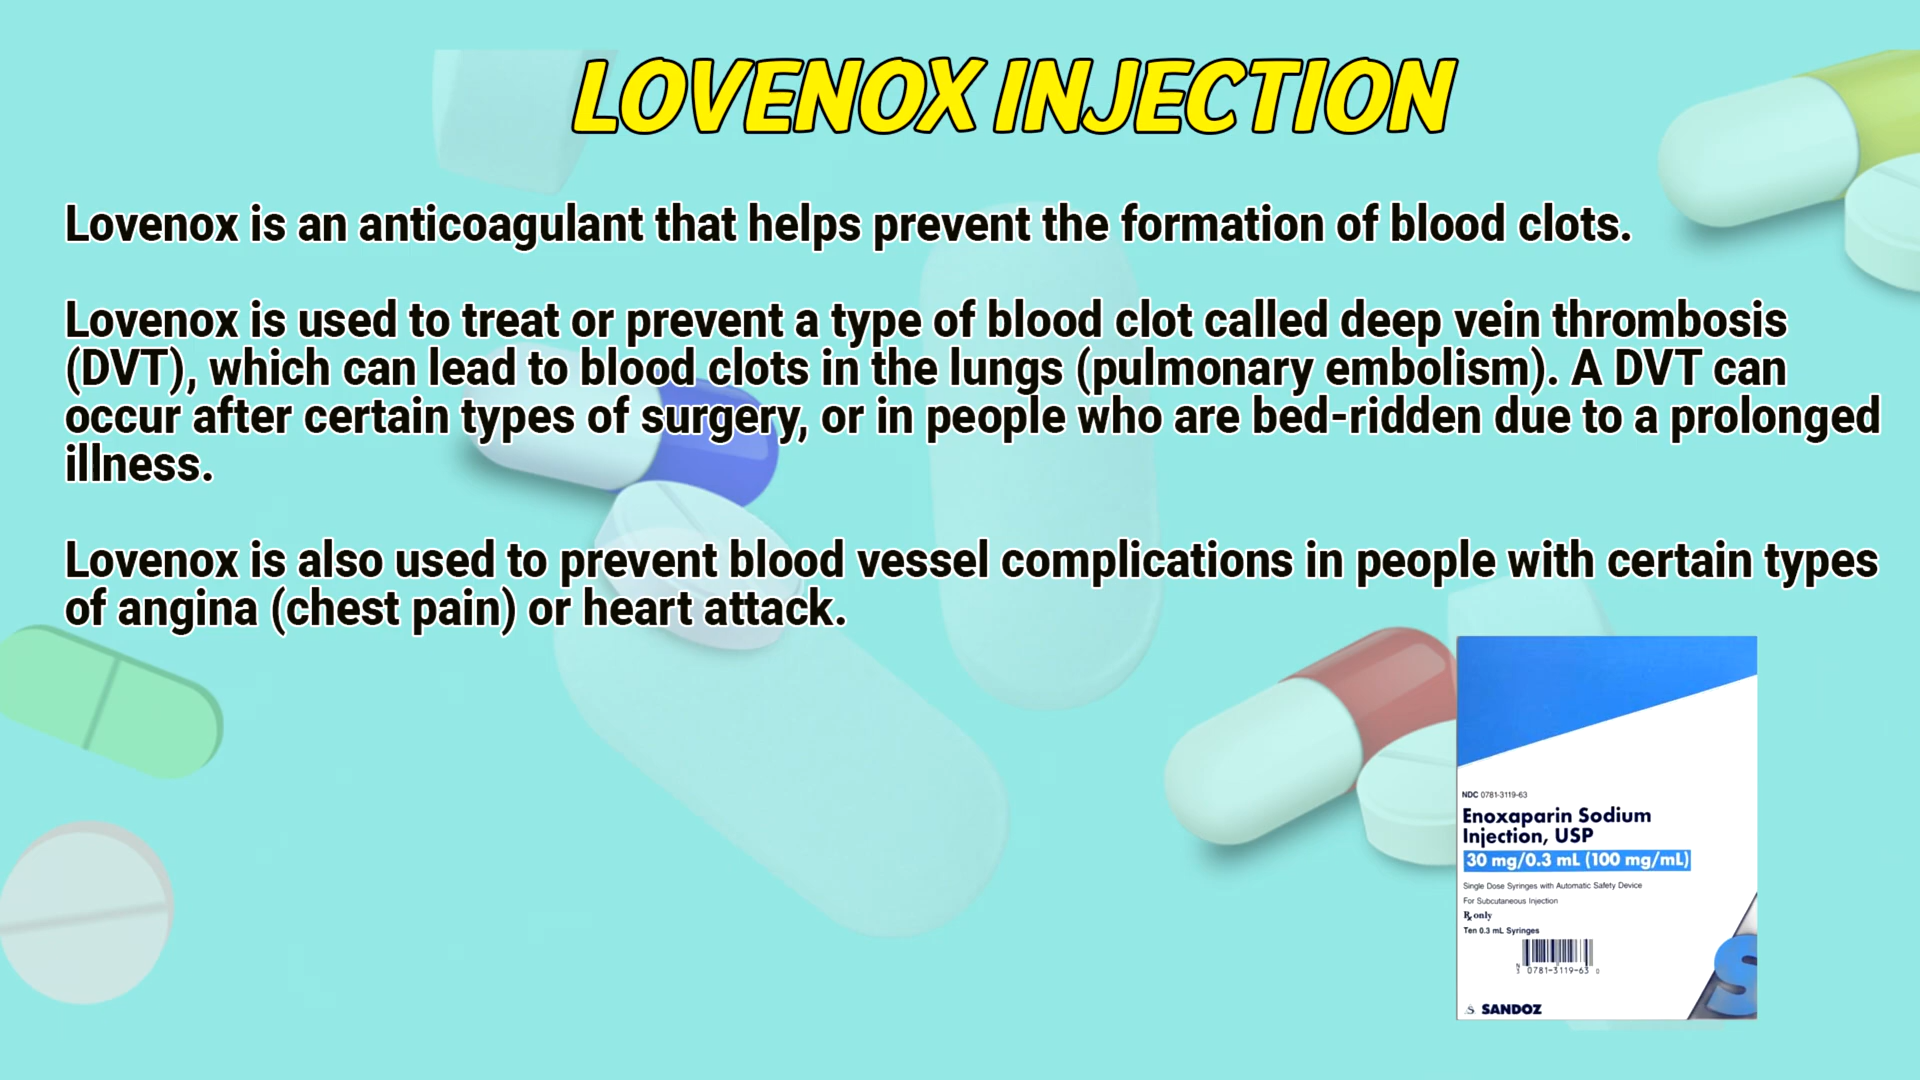 LOVENOX INJECTION
Lovenox is an anticoagulant that helps prevent the formation of blood clots.
Lovenox is used to treat or prevent a type of blood clot called deep vein thrombosis
(DVT), which can lead to blood clots in the lungs (pulmonary embolism). A DVT can
occur after certain types of surgery, or in people who are bed-ridden due to a prolonged
illness.
Lovenox is also used to prevent blood vessel complications in people with certain types
of angina (chest pain) or heart attack.
NDC 0781-3119-63
Enoxaparin Sodium
Injection, USP
30 mg/0.3 mL (100 mg/mL)
Single Dose Syringes with Automatic Safety Device
For Subcutaneous Injection
℞ only
Ten 0.3 mL Syringes
N
3 0781-3119-63 0
S SANDOZ
S